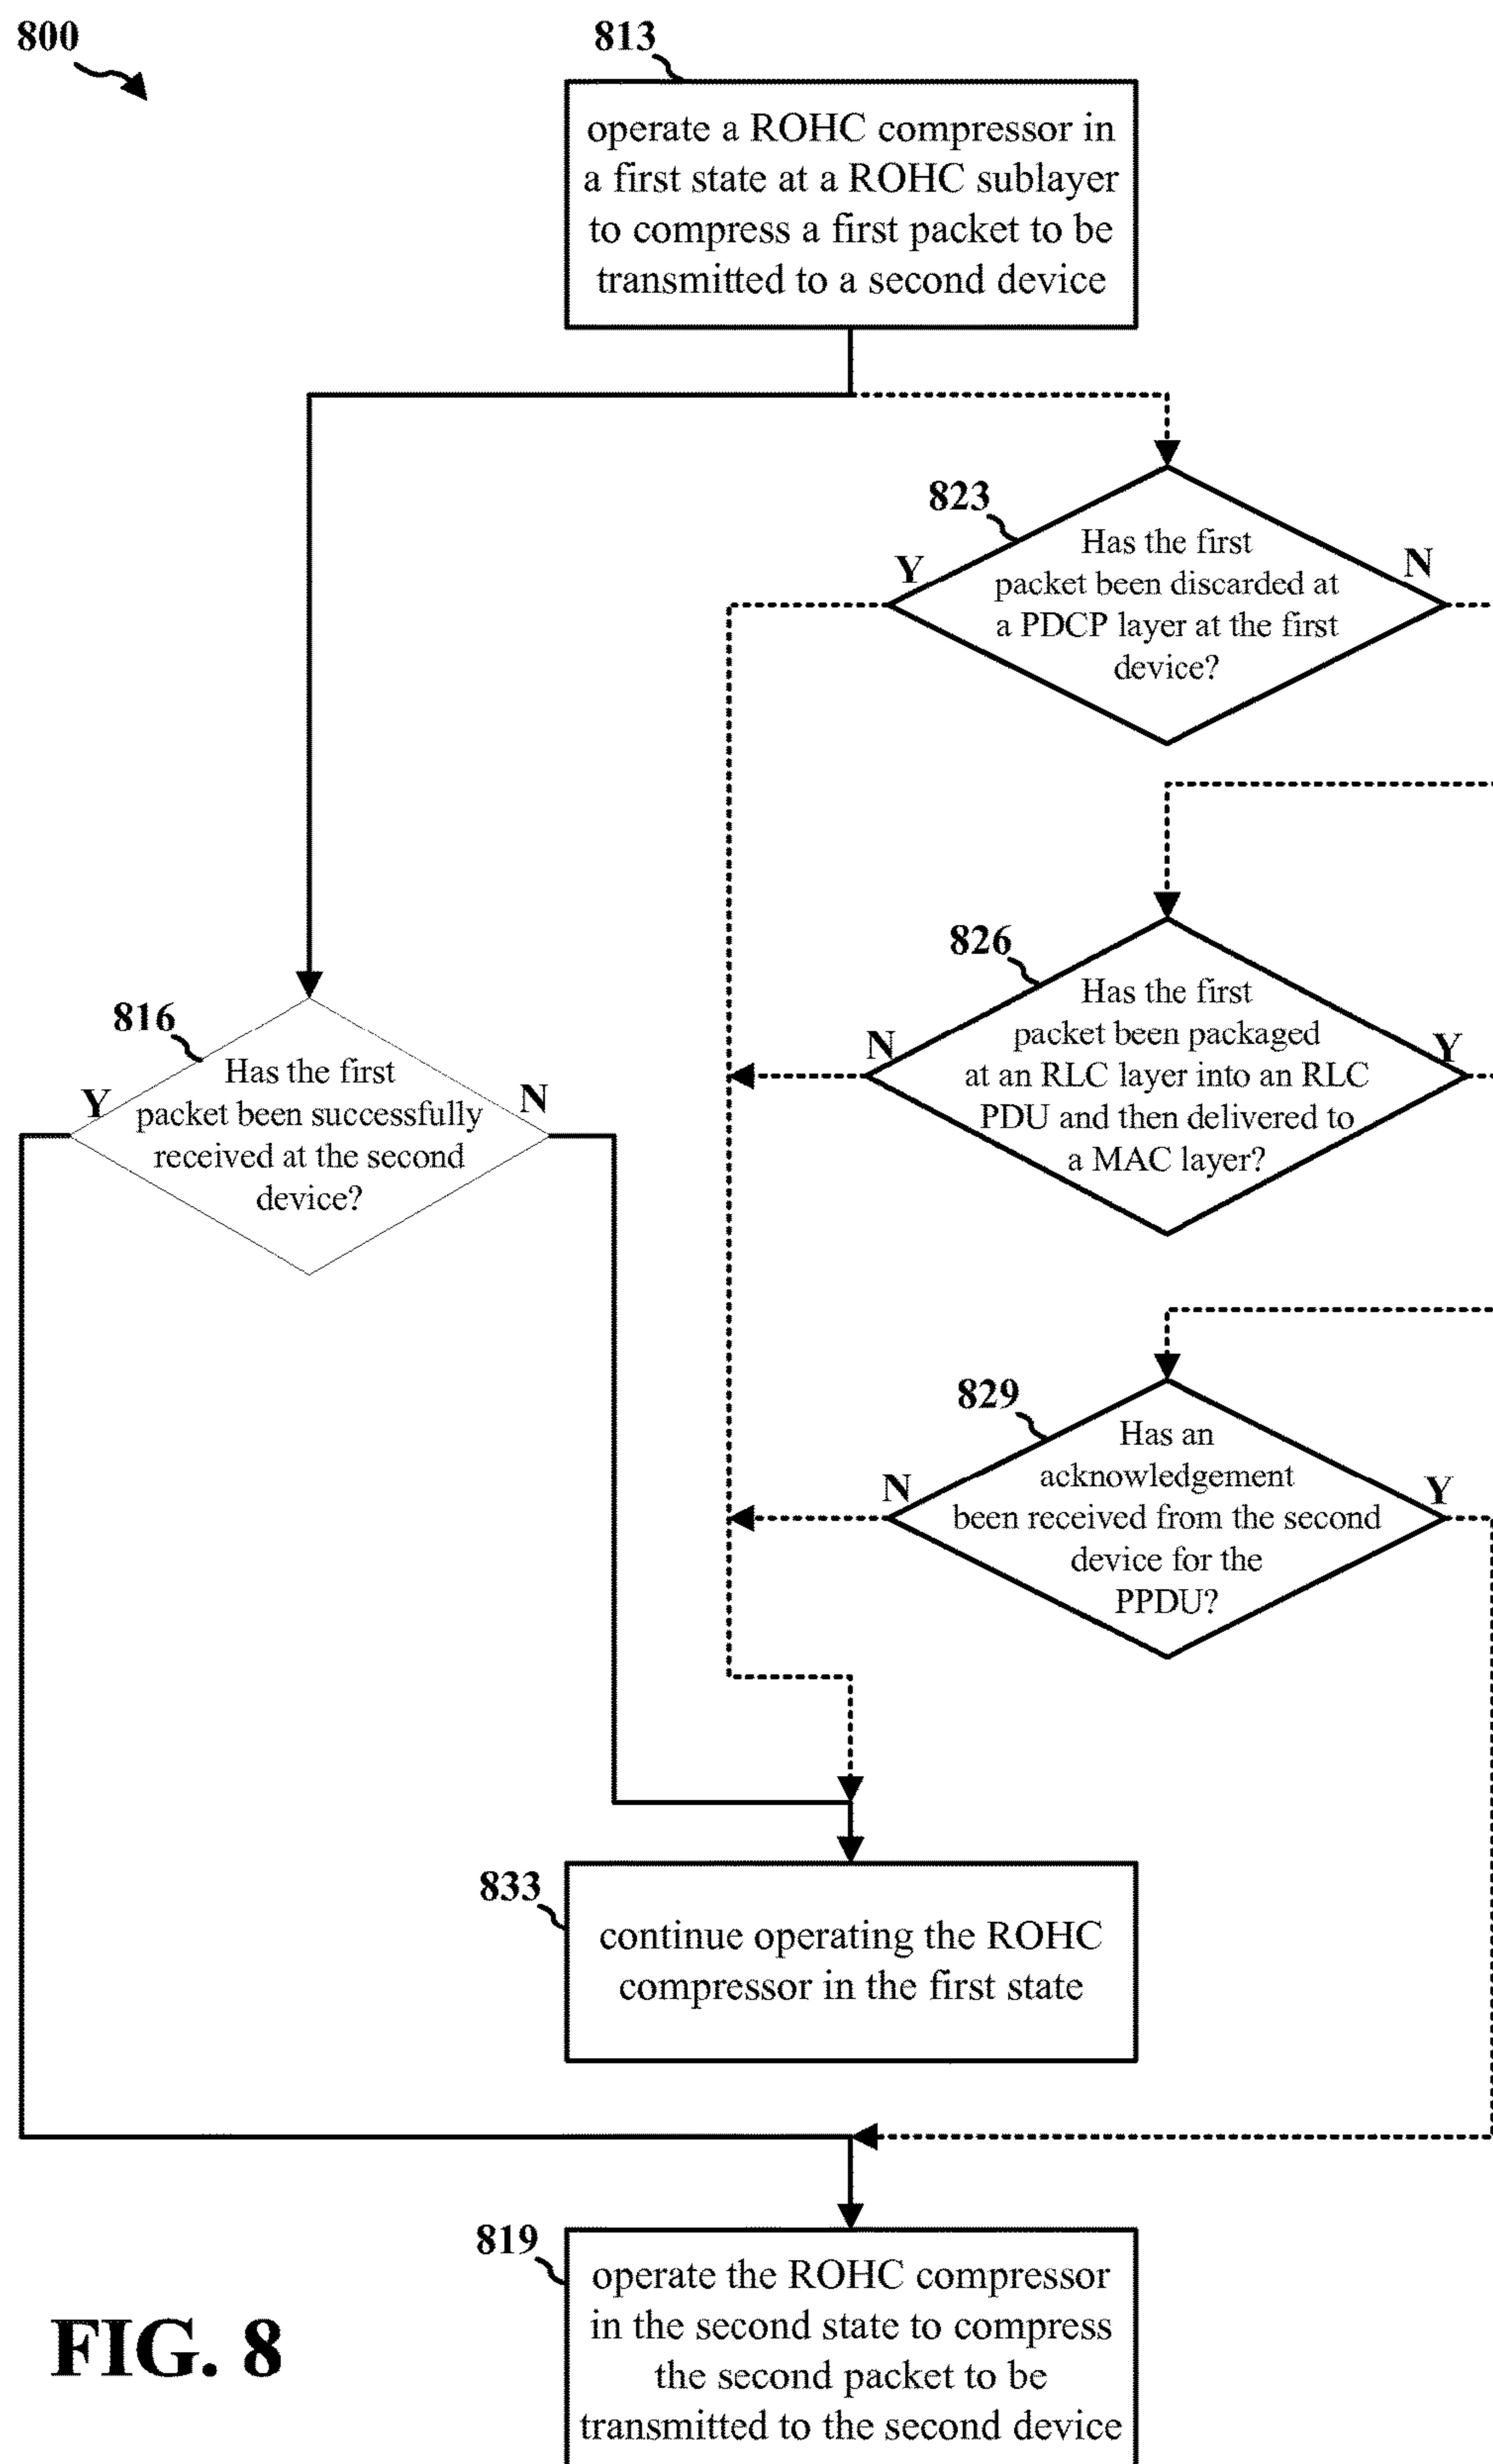 800
813
operate a ROHC compressor in
a first state at a ROHC sublayer
to compress a first packet to be
transmitted to a second device
823
Y
N
Has the first
packet been discarded at
a PDCP layer at the first
device?
826
N
Y
Has the first
packet been packaged
at an RLC layer into an RLC
PDU and then delivered to
a MAC layer?
816
Y
N
Has the first
packet been successfully
received at the second
device?
829
N
Y
Has an
acknowledgement
been received from the second
device for the
PPDU?
833
continue operating the ROHC
compressor in the first state
819
operate the ROHC compressor
in the second state to compress
the second packet to be
transmitted to the second device
FIG. 8